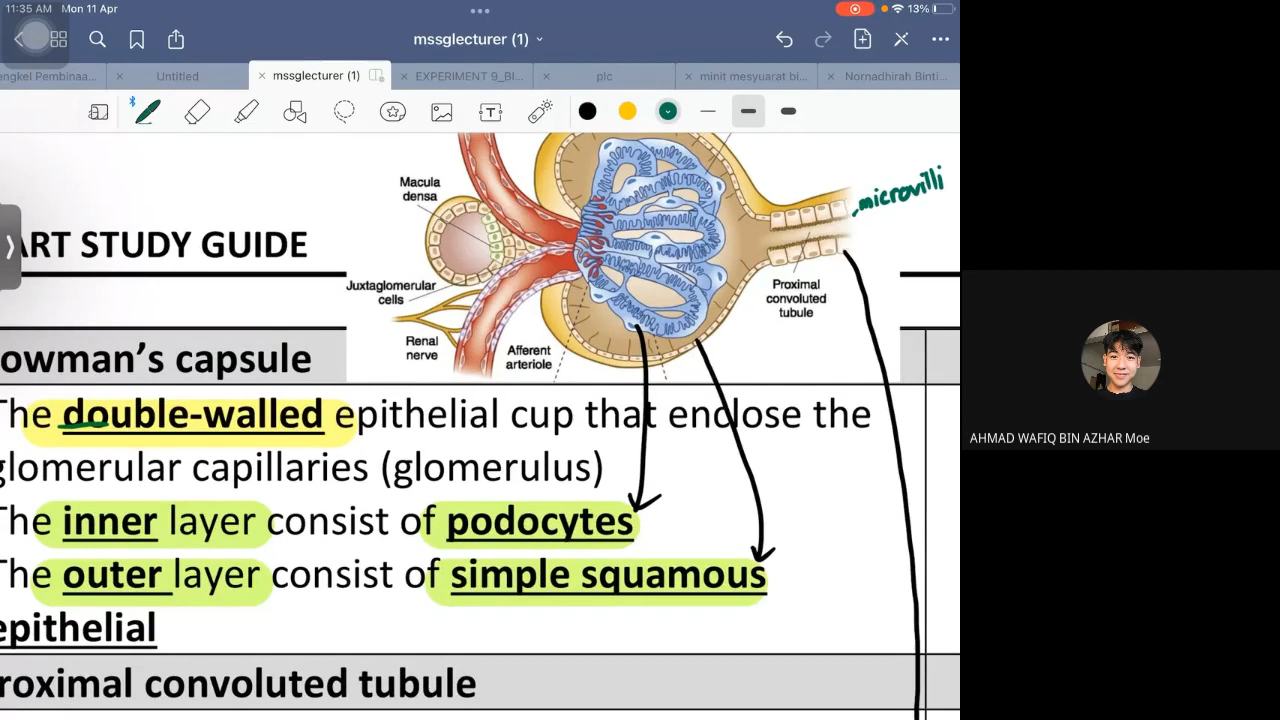 11:35 AM Mon 11 Apr
13%
mssglecturer (1)
engkel Pembinaa...
Untitled
mssglecturer (1)
EXPERIMENT 9_BI...
plc
minit mesyuarat bi...
Nornadhirah Binti...
T
Macula
densa
microvilli
ART STUDY GUIDE
Juxtaglomerular
cells
Proximal
convoluted
tubule
Renal
nerve
Afferent
arteriole
owman's capsule
The double-walled epithelial cup that enclose the
glomerular capillaries (glomerulus)
The inner layer consist of podocytes
The outer layer consist of simple squamous
epithelial
roximal convoluted tubule
AHMAD WAFIQ BIN AZHAR Moe